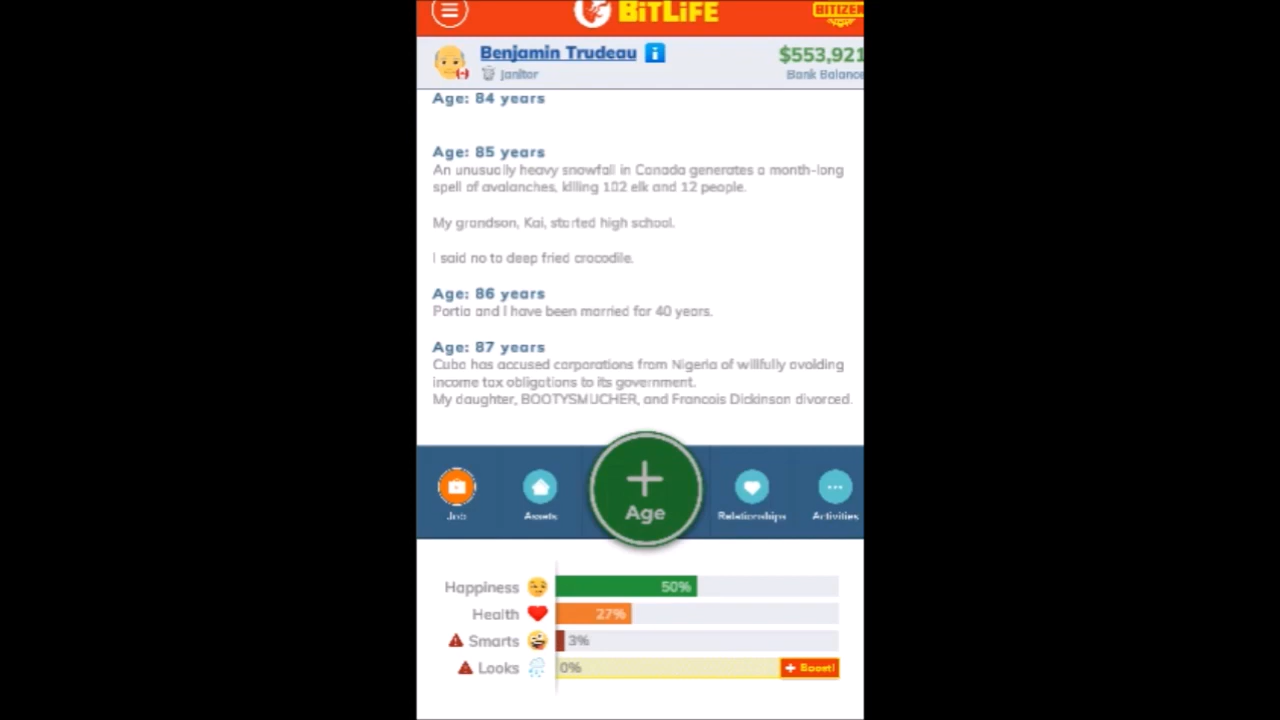 BiTLiFE
BITIZEN
Benjamin Trudeau i
$553,921
Janitor
Bank Balance
Age: 84 years
Age: 85 years
An unusually heavy snowfall in Canada generates a month-long
spell of avalanches, killing 102 elk and 12 people.
My grandson, Kai, started high school.
I said no to deep fried crocodile.
Age: 86 years
Portia and I have been married for 40 years.
Age: 87 years
Cuba has accused corporations from Nigeria of willfully avoiding
income tax obligations to its government.
My daughter, BOOTYSMUCHER, and Francois Dickinson divorced.
Job
Assets
Age
Relationships
Activities
Happiness 50%
Health 27%
Smarts 3%
Looks 0% + Boost!